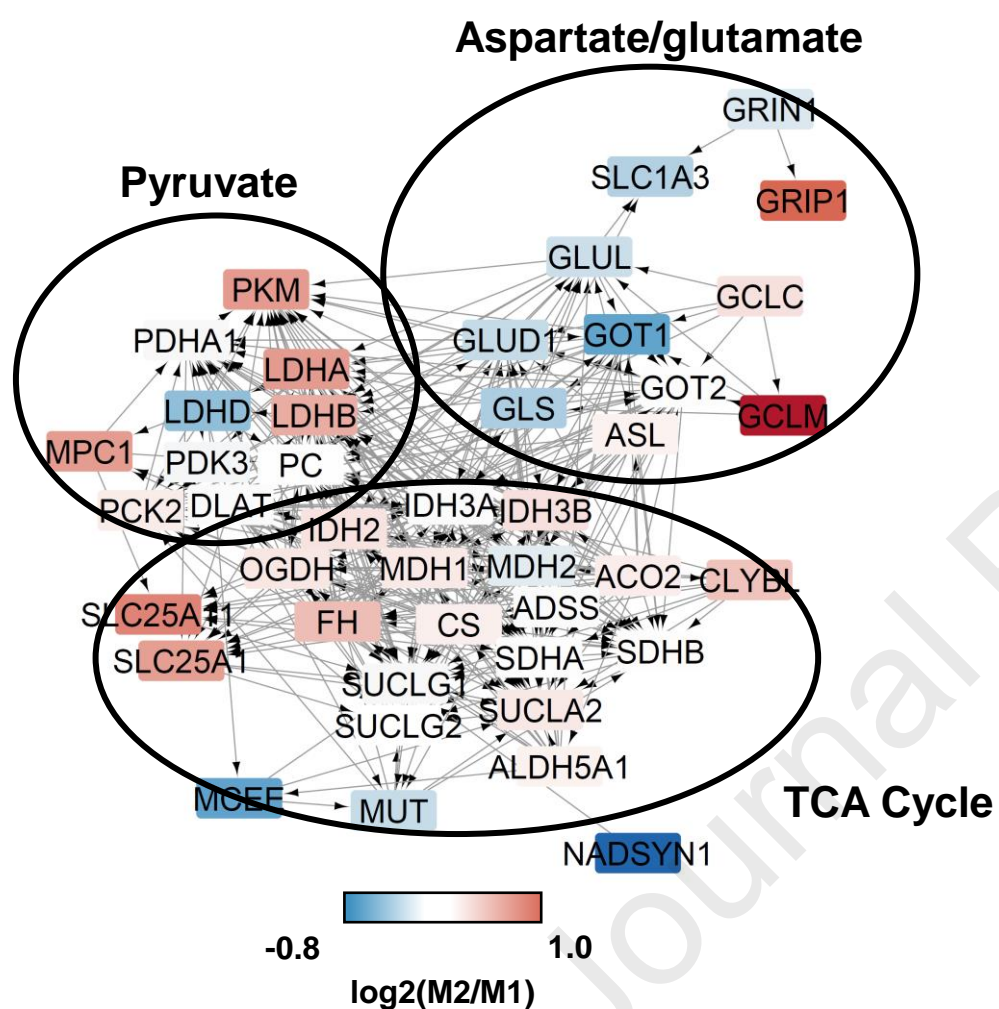 Aspartate/glutamate
GRIN1
SLC1A3
GRIP1
Pyruvate
GLUL
PKM
GCLC
PDHA1
GLUD1
GOT1
LDHA
GOT2
LDHD
LDHB
GLS
GCLM
ASL
MPC1
PDK3
PC
PCK2
DLAT
IDH3A
IDH3B
IDH2
OGDH
MDH1
MDH2
ACO2
CLYBL
SLC25A11
FH
CS
ADSS
SLC25A1
SDHA
SDHB
SUCLG1
SUCLA2
SUCLG2
ALDH5A1
MCEE
MUT
TCA Cycle
NADSYN1
-0.8
1.0
log2(M2/M1)
Journal